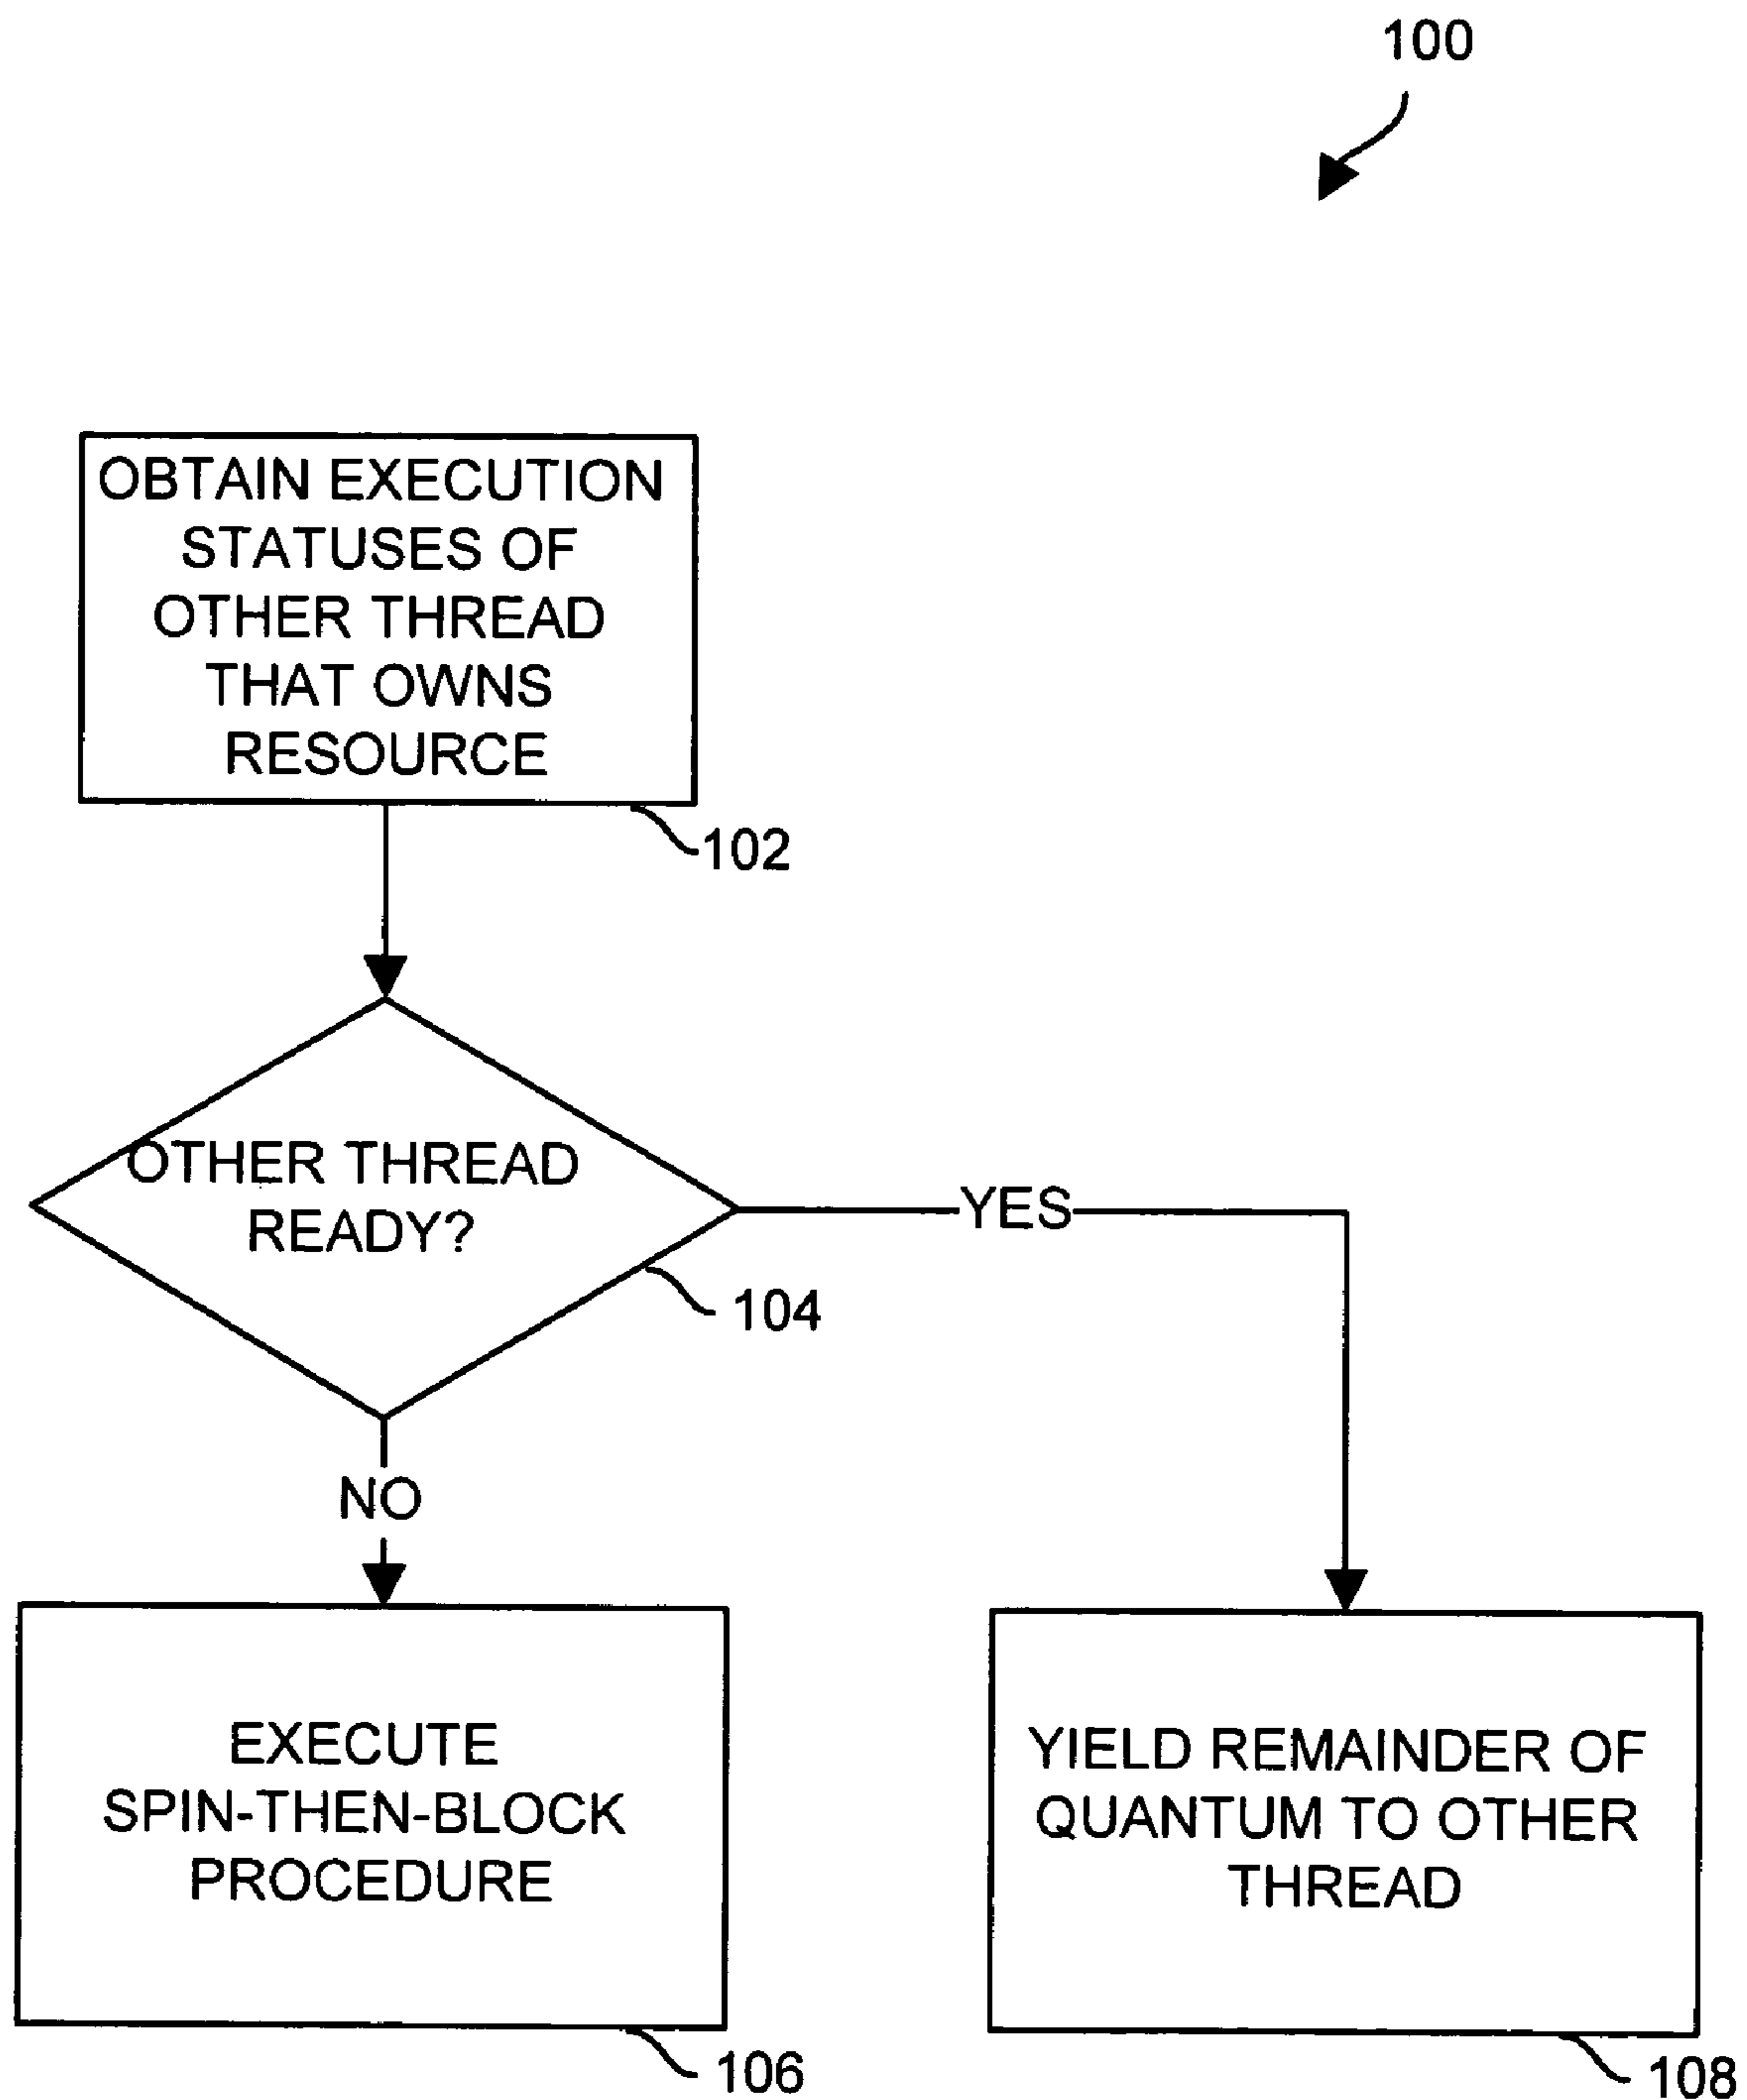 100
OBTAIN EXECUTION
STATUSES OF
OTHER THREAD
THAT OWNS
RESOURCE
102
OTHER THREAD
READY?
YES
104
NO
EXECUTE
SPIN-THEN-BLOCK
PROCEDURE
106
YIELD REMAINDER OF
QUANTUM TO OTHER
THREAD
108